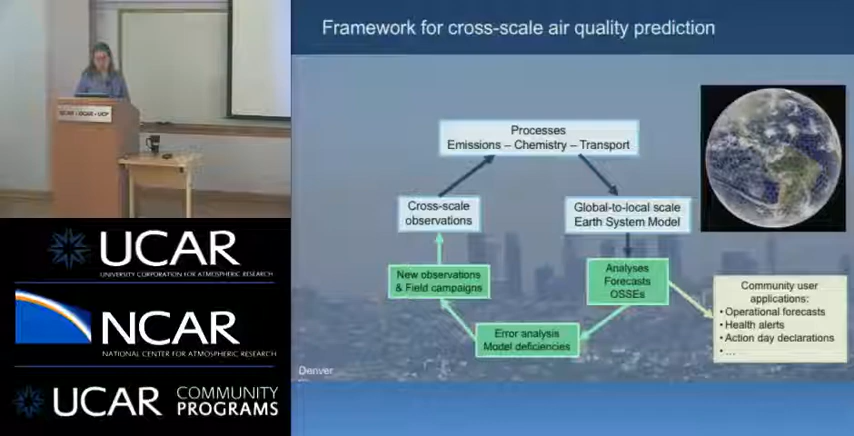 Framework for cross-scale air quality prediction
Processes
Emissions – Chemistry – Transport
Cross-scale
observations
Global-to-local scale
Earth System Model
New observations
& Field campaigns
Analyses
Forecasts
OSSEs
Error analysis
Model deficiencies
Community user
applications:
• Operational forecasts
• Health alerts
• Action day declarations
• ...
Denver
UCAR
UNIVERSITY CORPORATION FOR ATMOSPHERIC RESEARCH
NCAR
NATIONAL CENTER FOR ATMOSPHERIC RESEARCH
UCAR COMMUNITY
PROGRAMS